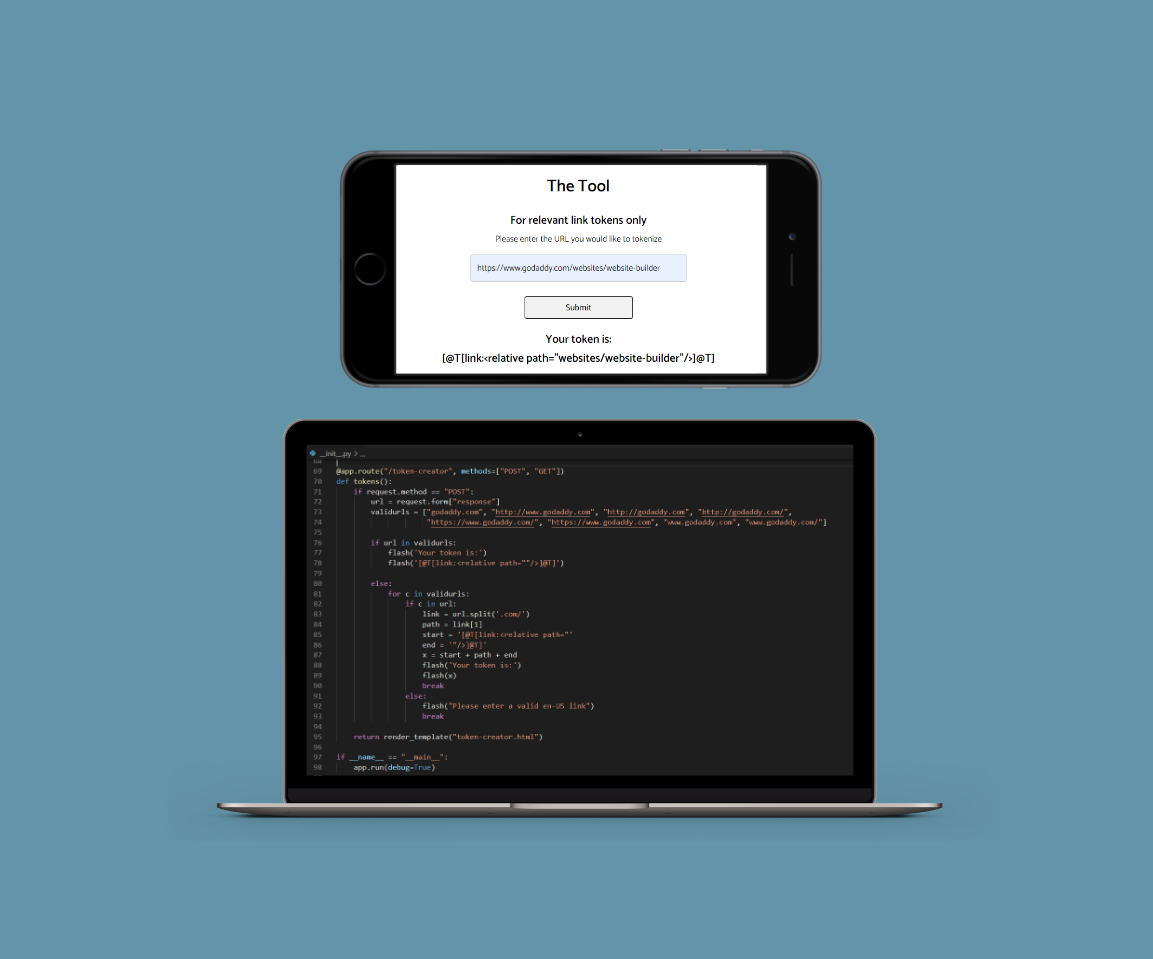 The Tool
For relevant link tokens only
Please enter the URL you would like to tokenize
https://www.godaddy.com/websites/website-builder
Submit
Your token is:
[@T[link:<relative path="websites/website-builder"/>]@T]
__init__.py > ...
68
69 @app.route("/token-creator", methods=["POST", "GET"])
70 def tokens():
71 if request.method == "POST":
72 url = request.form["response"]
73 validurls = ["godaddy.com", "http://www.godaddy.com", "http://godaddy.com", "http://godaddy.com/",
74 "https://www.godaddy.com/", "https://www.godaddy.com", "www.godaddy.com", "www.godaddy.com/"]
75
76 if url in validurls:
77 flash('Your token is:')
78 flash('[@T[link:<relative path=""/>]@T]')
79
80 else:
81 for c in validurls:
82 if c in url:
83 link = url.split('.com/')
84 path = link[1]
85 start = '[@T[link:<relative path="'
86 end = '"/>]@T]'
87 x = start + path + end
88 flash('Your token is:')
89 flash(x)
90 break
91 else:
92 flash("Please enter a valid en-US link")
93 break
94
95 return render_template("token-creator.html")
96
97 if __name__ == "__main__":
98 app.run(debug=True)